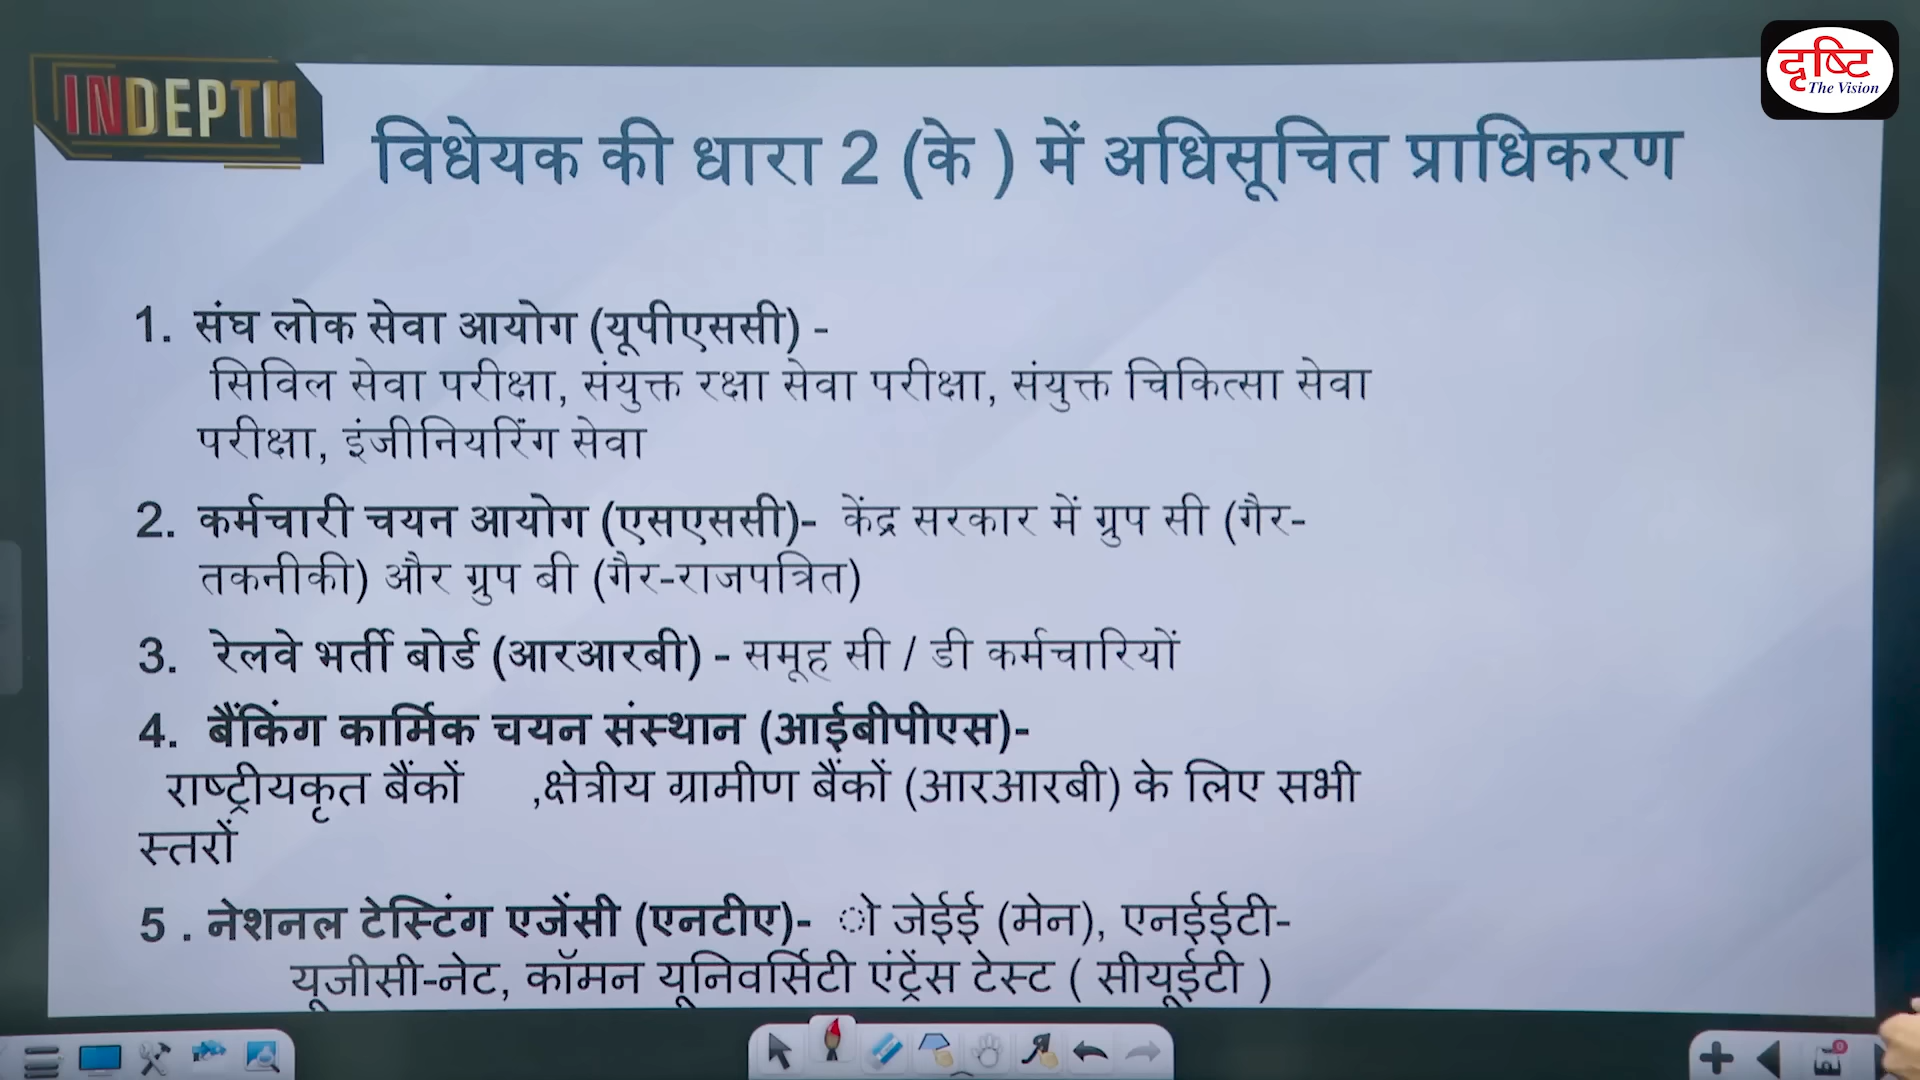 INDEPTH
दृष्टि
The Vision
विधेयक की धारा 2 (के ) में अधिसूचित प्राधिकरण
1. संघ लोक सेवा आयोग (यूपीएससी) -
सिविल सेवा परीक्षा, संयुक्त रक्षा सेवा परीक्षा, संयुक्त चिकित्सा सेवा
परीक्षा, इंजीनियरिंग सेवा
2. कर्मचारी चयन आयोग (एसएससी)- केंद्र सरकार में ग्रुप सी (गैर-
तकनीकी) और ग्रुप बी (गैर-राजपत्रित)
3. रेलवे भर्ती बोर्ड (आरआरबी) - समूह सी / डी कर्मचारियों
4. बैंकिंग कार्मिक चयन संस्थान (आईबीपीएस)-
राष्ट्रीयकृत बैंकों ,क्षेत्रीय ग्रामीण बैंकों (आरआरबी) के लिए सभी
स्तरों
5 . नेशनल टेस्टिंग एजेंसी (एनटीए)- ो जेईई (मेन), एनईईटी-
यूजीसी-नेट, कॉमन यूनिवर्सिटी एंट्रेंस टेस्ट ( सीयूईटी )